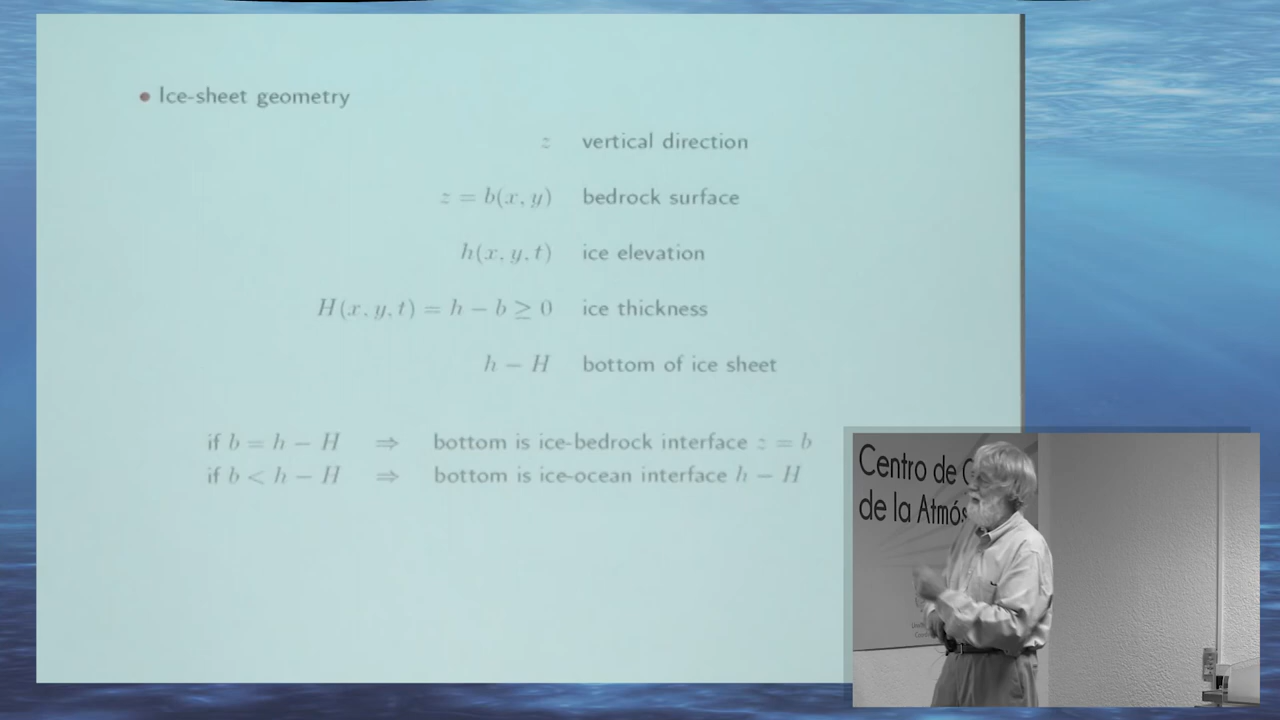 Ice-sheet geometry
z vertical direction
z = b(x, y) bedrock surface
h(x, y, t) ice elevation
H(x, y, t) = h − b ≥ 0 ice thickness
h − H bottom of ice sheet
if b = h − H ⇒ bottom is ice-bedrock interface z = b
if b < h − H ⇒ bottom is ice-ocean interface h − H
Centro de
de la